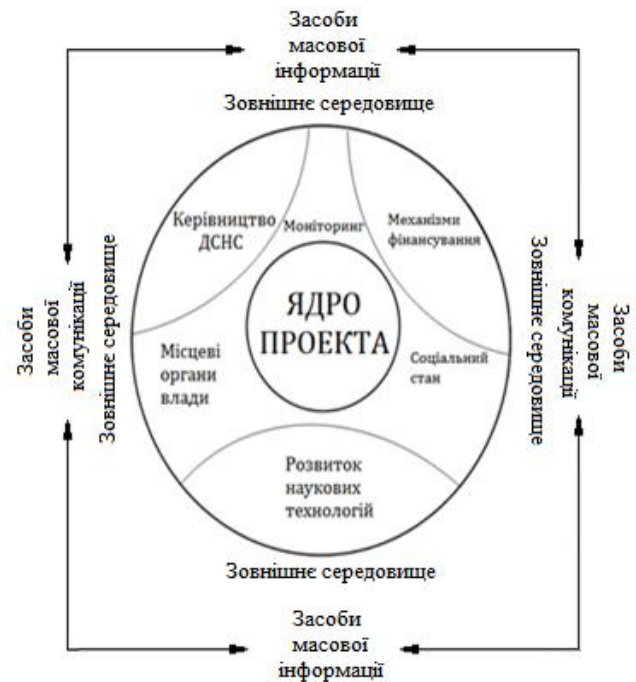 Засоби
масової
інформації
Зовнішнє середовище
Керівництво
ДСНС
Моніторинг
Механізми
фінансування
ЯДРО
ПРОЕКТА
Засоби
масової
комунікації
Зовнішнє середовище
Місцеві
органи
влади
Соціальний
стан
Зовнішнє середовище
Засоби
масової
комунікації
Розвиток
наукових
технологій
Зовнішнє середовище
Засоби
масової
інформації